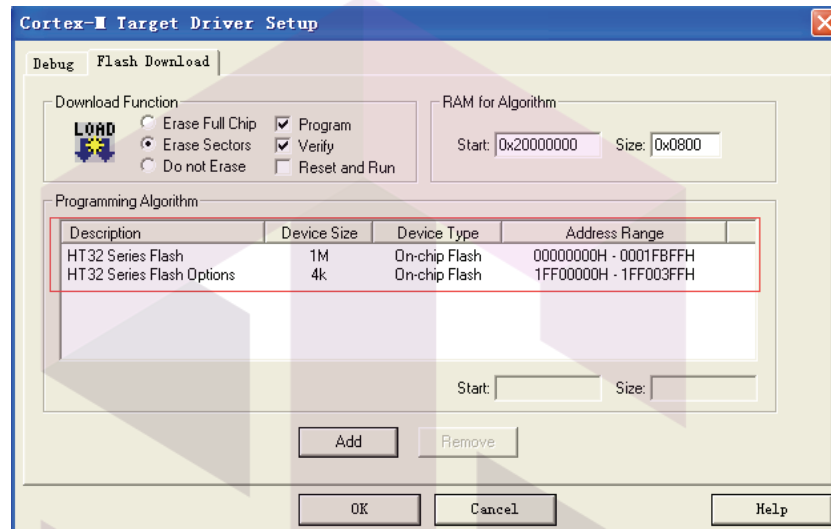 Cortex-M Target Driver Setup
Debug Flash Download
Download Function
LOAD
Erase Full Chip
Erase Sectors
Do not Erase
Program
Verify
Reset and Run
RAM for Algorithm
Start: 0x20000000 Size: 0x0800
Programming Algorithm
Description Device Size Device Type Address Range
HT32 Series Flash 1M On-chip Flash 00000000H - 0001FBFFH
HT32 Series Flash Options 4k On-chip Flash 1FF00000H - 1FF003FFH
Start: Size:
Add Remove
OK Cancel Help